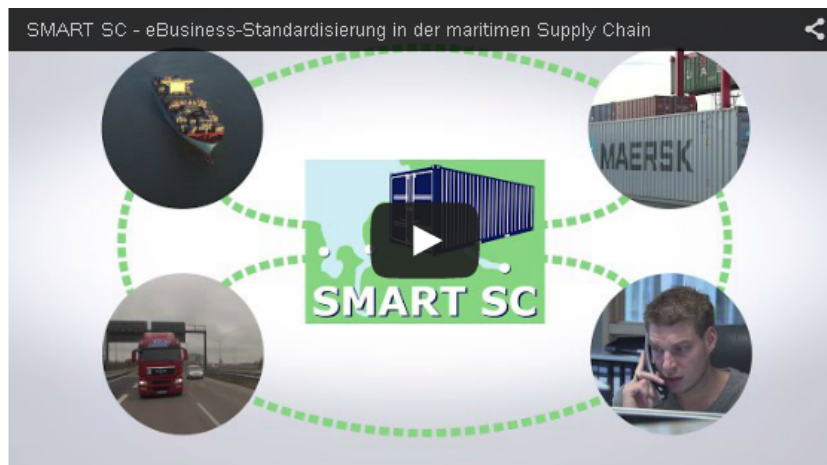 SMART SC - eBusiness-Standardisierung in der maritimen Supply Chain
MAERSK
SMART SC